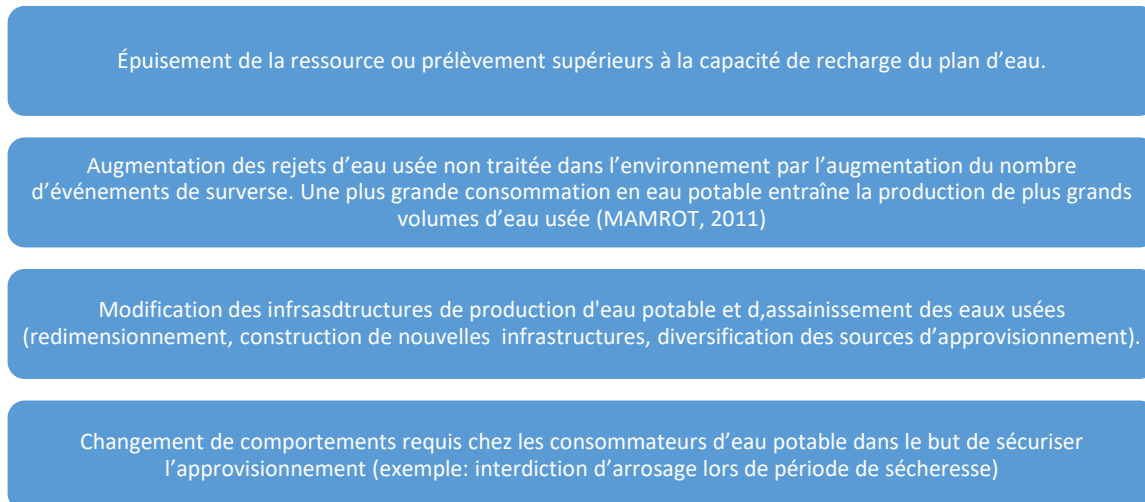 Épuisement de la ressource ou prélèvement supérieurs à la capacité de recharge du plan d’eau.
Augmentation des rejets d’eau usée non traitée dans l’environnement par l’augmentation du nombre
d’événements de surverse. Une plus grande consommation en eau potable entraîne la production de plus grands
volumes d’eau usée (MAMROT, 2011)
Modification des infrsasdtructures de production d'eau potable et d,assainissement des eaux usées
(redimensionnement, construction de nouvelles  infrastructures, diversification des sources d’approvisionnement).
Changement de comportements requis chez les consommateurs d’eau potable dans le but de sécuriser
l’approvisionnement (exemple: interdiction d’arrosage lors de période de sécheresse)